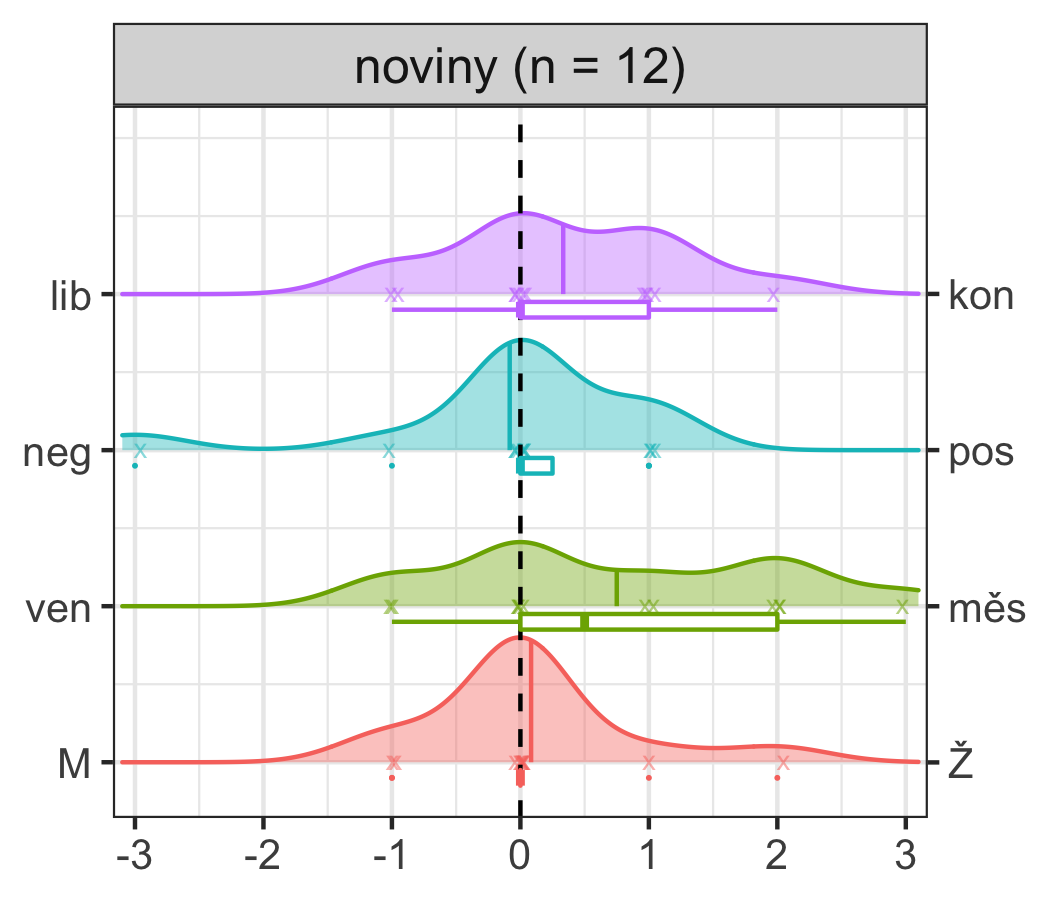 noviny (n = 12)
lib kon
neg pos
ven měs
M Ž
-3 -2 -1 0 1 2 3